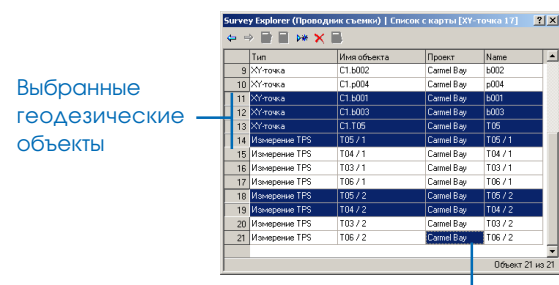 Survey Explorer (Проводник съемки) | Список с карты [XY-точка 17]
Тип Имя объекта Проект Name
9 XY-точка C1.b002 Carmel Bay b002
10 XY-точка C1.p004 Carmel Bay p004
11 XY-точка C1.b001 Carmel Bay b001
12 XY-точка C1.b003 Carmel Bay b003
13 XY-точка C1.T05 Carmel Bay T05
14 Измерение TPS T05 / 1 Carmel Bay T05 / 1
15 Измерение TPS T04 / 1 Carmel Bay T04 / 1
16 Измерение TPS T03 / 1 Carmel Bay T03 / 1
17 Измерение TPS T06 / 1 Carmel Bay T06 / 1
18 Измерение TPS T05 / 2 Carmel Bay T05 / 2
19 Измерение TPS T04 / 2 Carmel Bay T04 / 2
20 Измерение TPS T03 / 2 Carmel Bay T03 / 2
21 Измерение TPS T06 / 2 Carmel Bay T06 / 2
Объект 21 из 21
Выбранные
геодезические
объекты